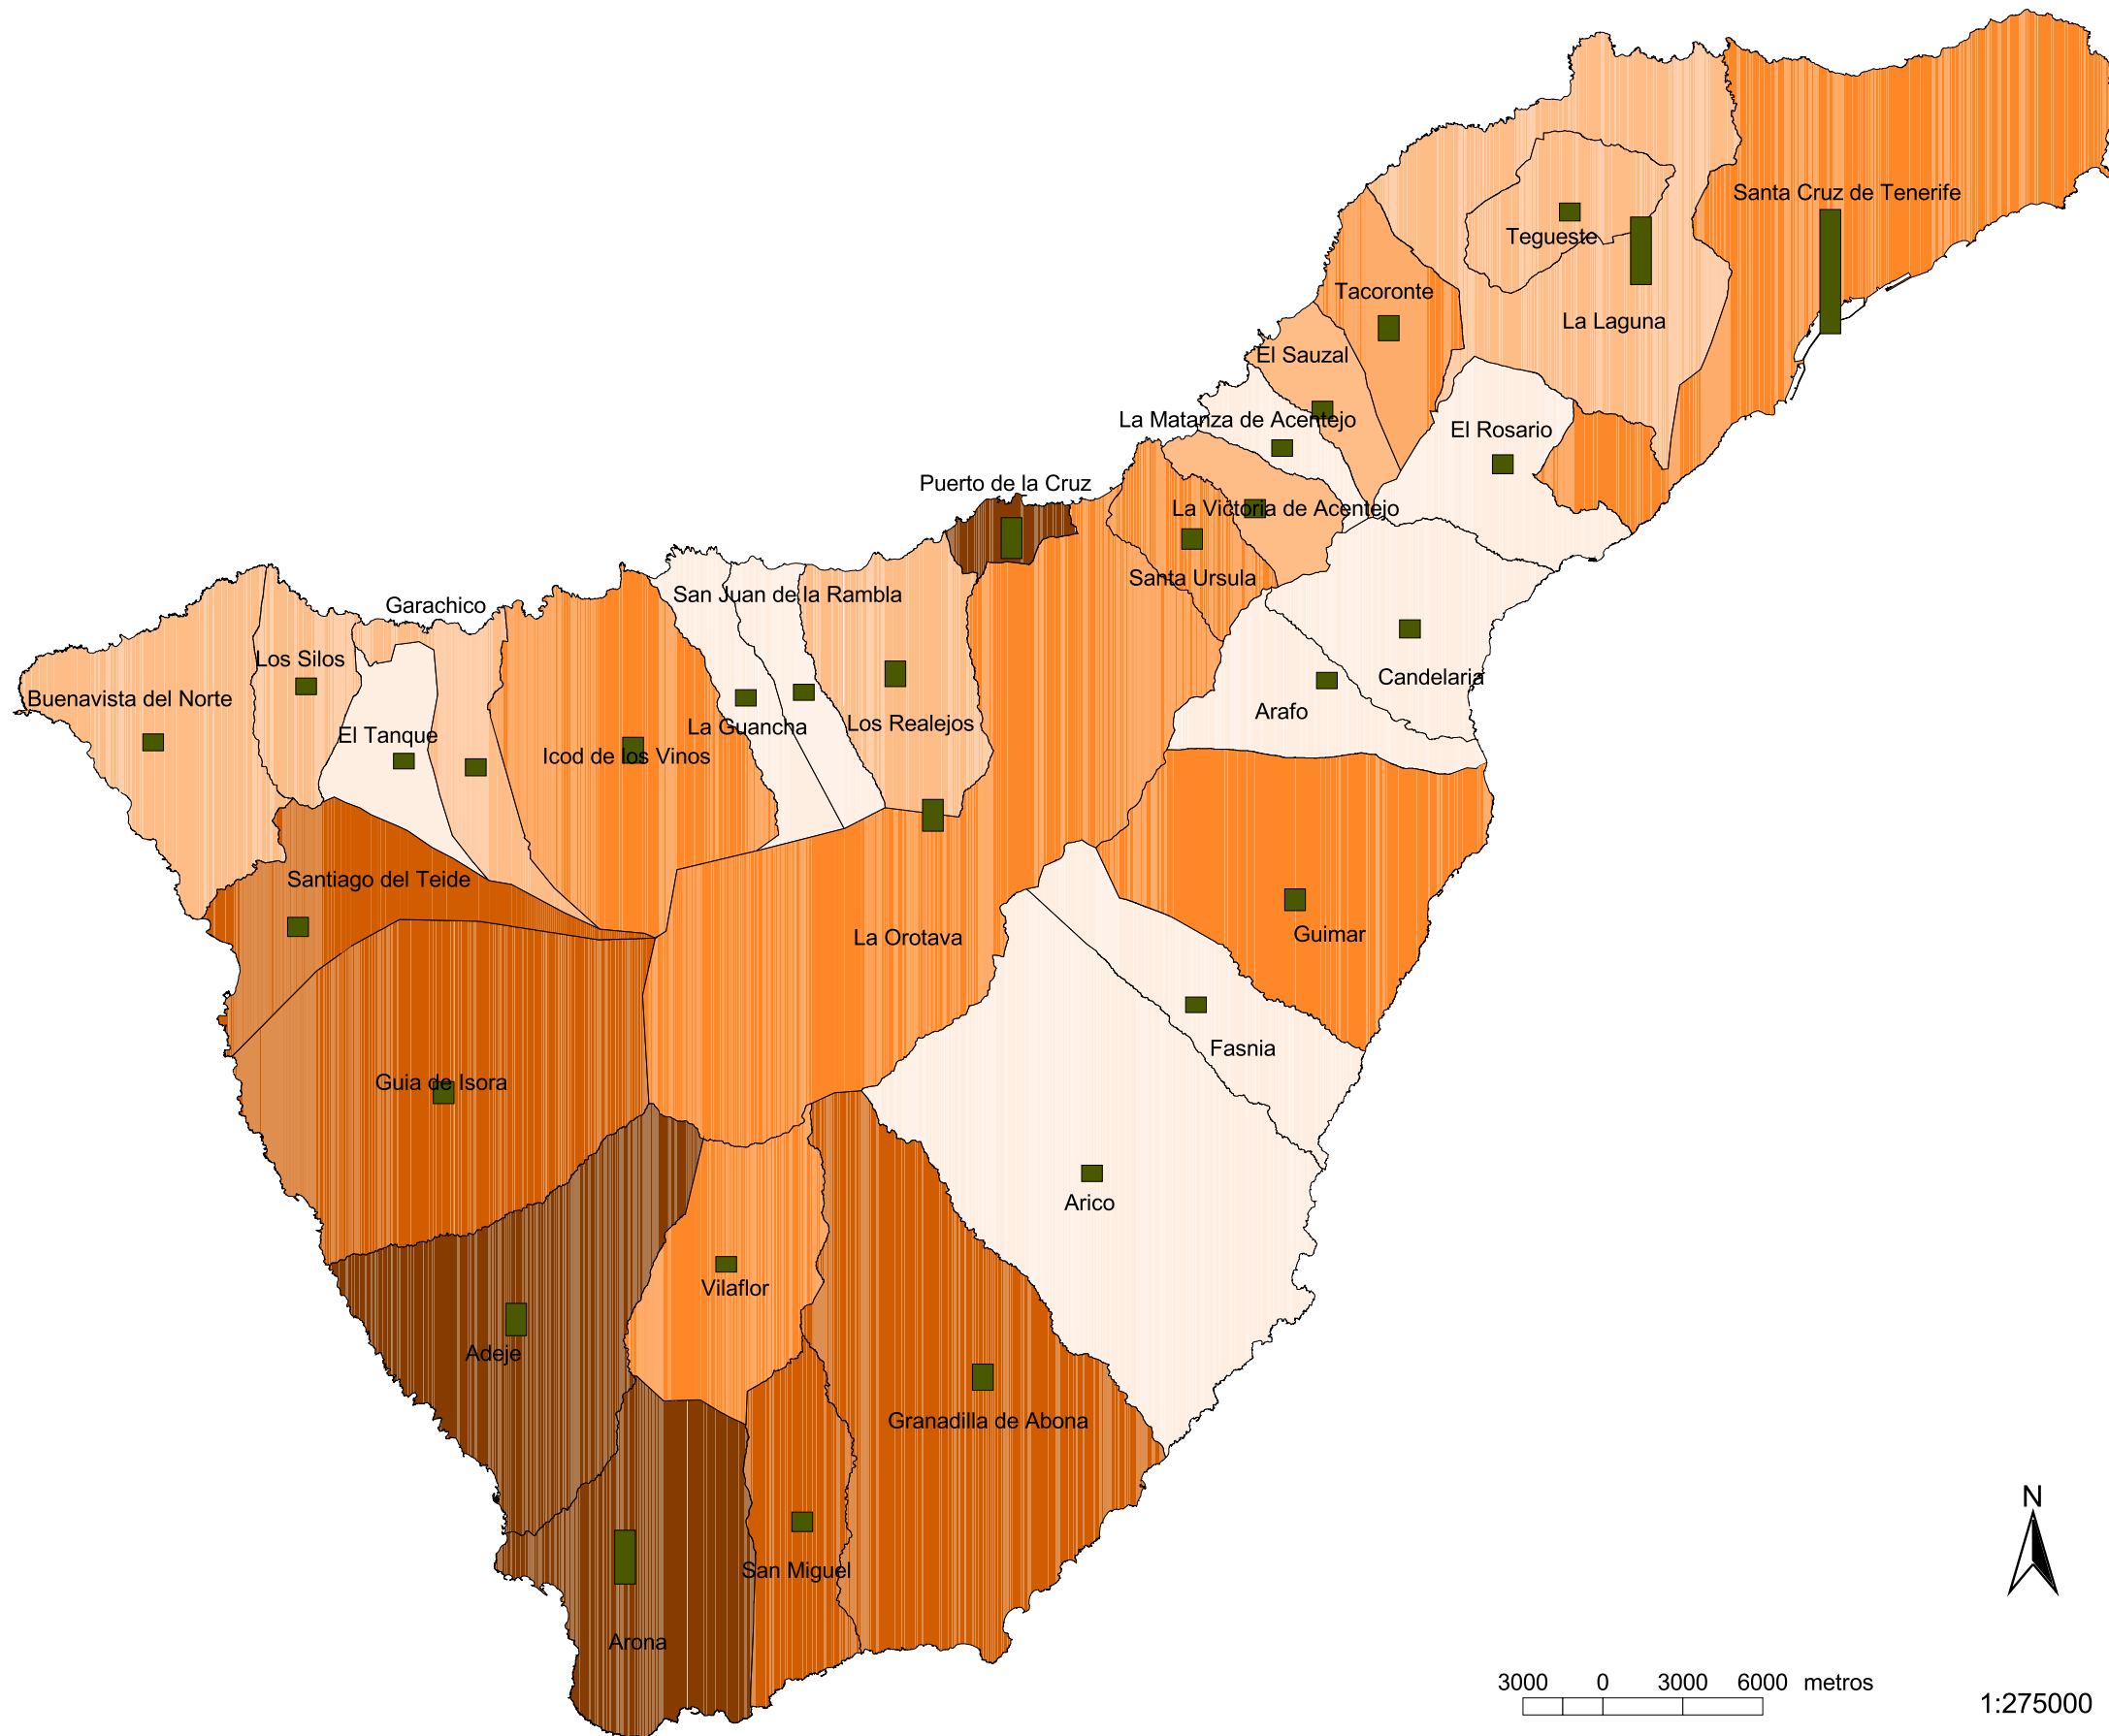 Santa Cruz de Tenerife
Tegueste
Tacoronte
La Laguna
El Sauzal
La Matanza de Acentejo
El Rosario
Puerto de la Cruz
La Victoria de Acentejo
Santa Ursula
San Juan de la Rambla
Garachico
Los Silos
Candelaria
Buenavista del Norte
Arafo
Los Realejos
La Guancha
El Tanque
Icod de los Vinos
Santiago del Teide
Guimar
La Orotava
Fasnia
Guia de Isora
Arico
Vilaflor
Adeje
Granadilla de Abona
N
San Miguel
Arona
3000 0 3000 6000 metros
1:275000